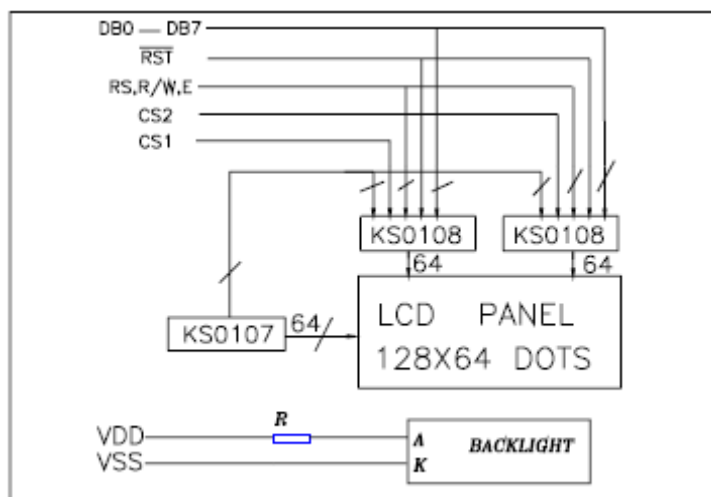 DB0 — DB7
RST
RS,R/W,E
CS2
CS1
KS0108 KS0108
64 64
KS0107 64
LCD PANEL
128X64 DOTS
VDD R A BACKLIGHT
VSS K